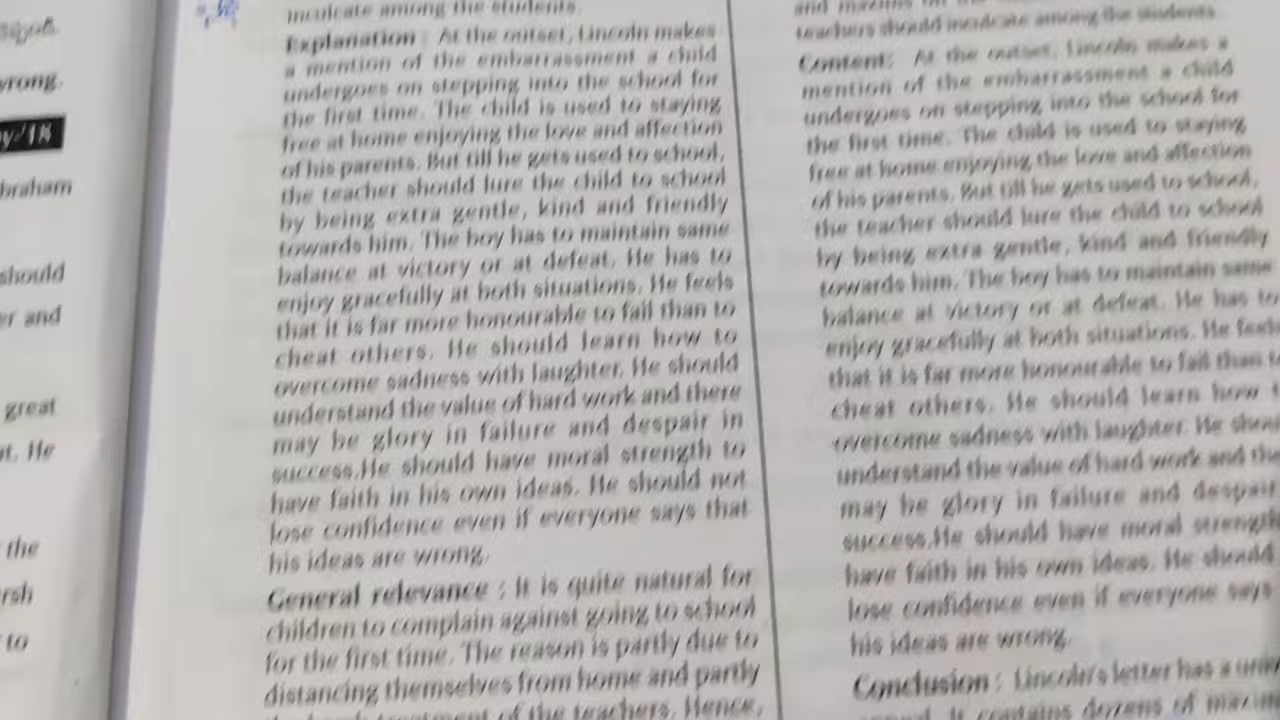 wrong.
braham
should
er and
great
He
the
to
inculcate among the students.
Explanation : At the outset, Lincoln makes
a mention of the embarrassment a child
undergoes on stepping into the school for
the first time. The child is used to staying
free at home enjoying the love and affection
of his parents. But till he gets used to school,
the teacher should lure the child to school
by being extra gentle, kind and friendly
towards him. The boy has to maintain same
balance at victory or at defeat. He has to
enjoy gracefully at both situations. He feels
that it is far more honourable to fail than to
cheat others. He should learn how to
overcome sadness with laughter. He should
understand the value of hard work and there
may be glory in failure and despair in
success.He should have moral strength to
have faith in his own ideas. He should not
lose confidence even if everyone says that
his ideas are wrong.
General relevance : It is quite natural for
children to complain against going to school
for the first time. The reason is partly due to
distancing themselves from home and partly
treatment of the teachers. Hence,
teachers should inculcate among the students
Content: At the outset, Lincoln makes a
mention of the embarrassment a child
undergoes on stepping into the school for
the first time. The child is used to staying
free at home enjoying the love and affection
of his parents. But till he gets used to school,
the teacher should lure the child to school
by being extra gentle, kind and friendly
towards him. The boy has to maintain same
balance at victory or at defeat. He has to
enjoy gracefully at both situations. He feels
that it is far more honourable to fail than
cheat others. He should learn how
overcome sadness with laughter. He
understand the value of hard work and
may be glory in failure and despair
success.He should have moral strength
have faith in his own ideas. He should
lose confidence even if everyone says
his ideas are wrong.
Conclusion : Lincoln's letter has a
It contains dozens of